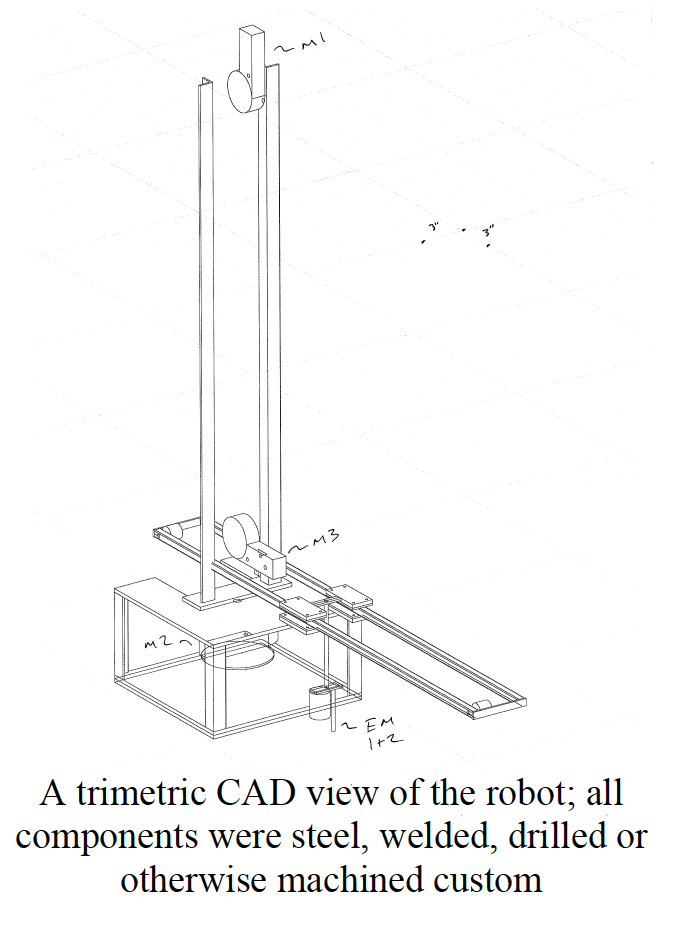 ~ M1
3"
3"
~ M3
M2 ~
~ EM
1+2
A trimetric CAD view of the robot; all
components were steel, welded, drilled or
otherwise machined custom